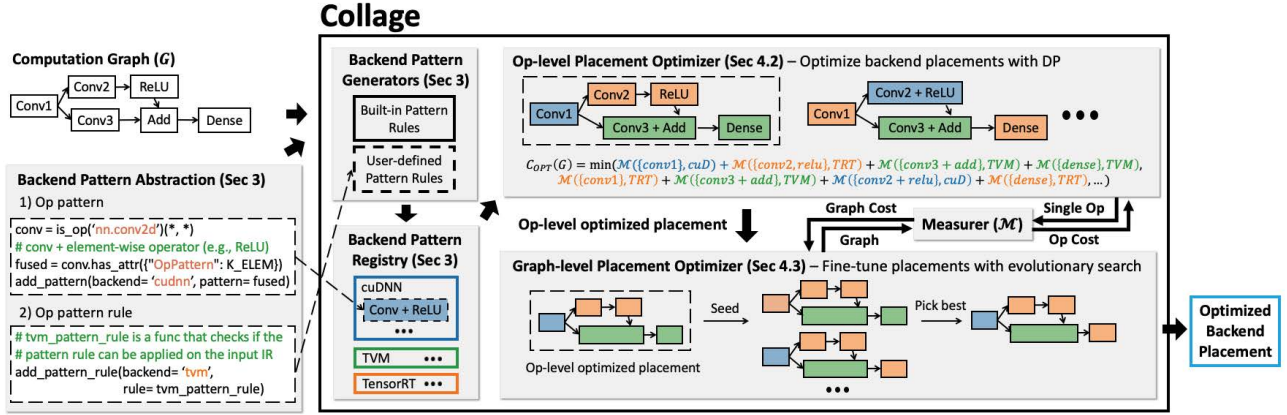 Collage
Computation Graph (G)
Conv1
Conv2
ReLU
Conv3
Add
Dense
Backend Pattern Abstraction (Sec 3)
1) Op pattern
conv = is_op(‘nn.conv2d’)(*, *)
# conv + element-wise operator (e.g., ReLU)
fused = conv.has_attr({"OpPattern": K_ELEM})
add_pattern(backend= ‘cudnn’, pattern= fused)
2) Op pattern rule
# tvm_pattern_rule is a func that checks if the
# pattern rule can be applied on the input IR
add_pattern_rule(backend= ‘tvm’,
rule= tvm_pattern_rule)
Backend Pattern
Generators (Sec 3)
Built-in Pattern
Rules
User-defined
Pattern Rules
Backend Pattern
Registry (Sec 3)
cuDNN
Conv + ReLU
•••
TVM •••
TensorRT •••
Op-level Placement Optimizer (Sec 4.2) – Optimize backend placements with DP
Conv1
Conv2
ReLU
Conv3 + Add
Dense
Conv1
Conv2 + ReLU
Conv3 + Add
Dense
•••
C_OPT(G) = min(ℳ({conv1}, cuD) + ℳ({conv2, relu}, TRT) + ℳ({conv3 + add}, TVM) + ℳ({dense}, TVM),
ℳ({conv1}, TRT) + ℳ({conv3 + add}, TVM) + ℳ({conv2 + relu}, cuD) + ℳ({dense}, TRT), …)
Op-level optimized placement
Graph Cost
Graph
Measurer (ℳ)
Single Op
Op Cost
Graph-level Placement Optimizer (Sec 4.3) – Fine-tune placements with evolutionary search
Op-level optimized placement
Seed
Pick best
•••
Optimized
Backend
Placement